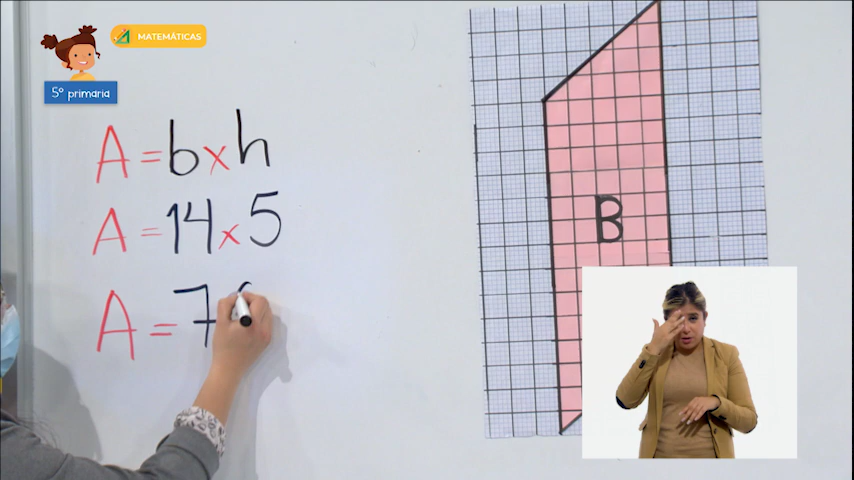 MATEMÁTICAS
5º primaria
A = b x h
A = 14 x 5
A = 7
B